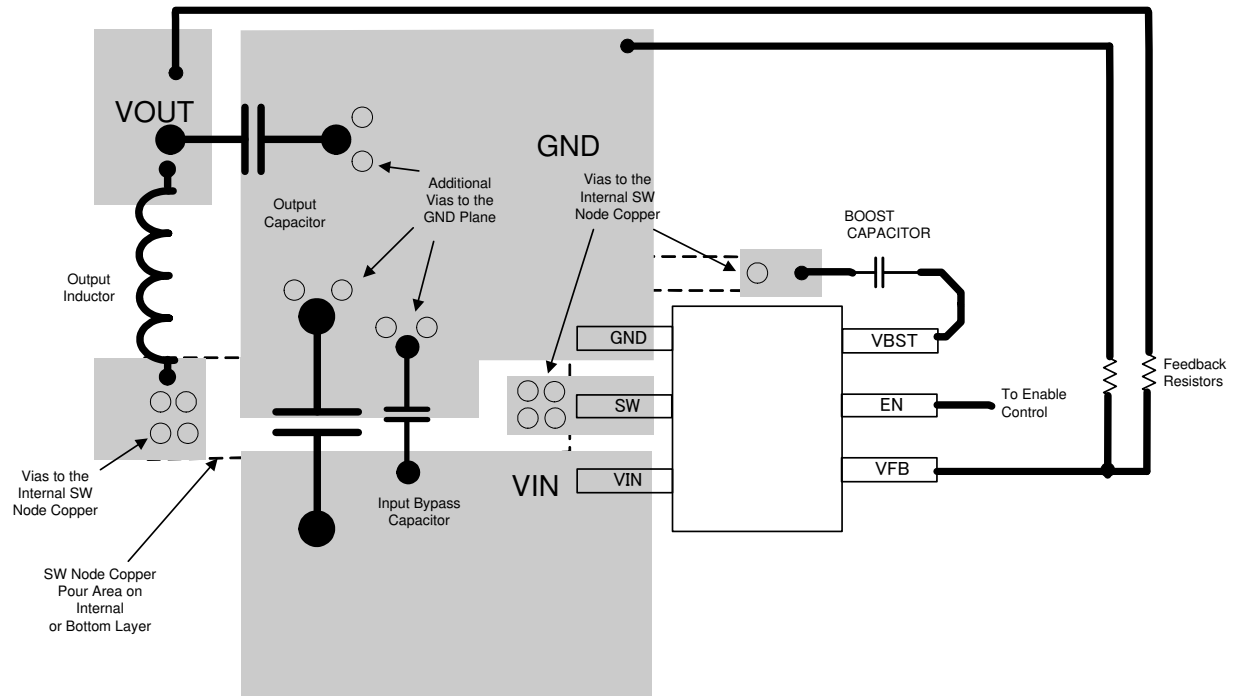 VOUT
GND
Additional
Vias to the
GND Plane
Vias to the
Internal SW
Node Copper
Output
Capacitor
BOOST
CAPACITOR
Output
Inductor
GND
VBST
Feedback
Resistors
SW
EN
To Enable
Control
VIN
VIN
VFB
Vias to the
Internal SW
Node Copper
Input Bypass
Capacitor
SW Node Copper
Pour Area on
Internal
or Bottom Layer